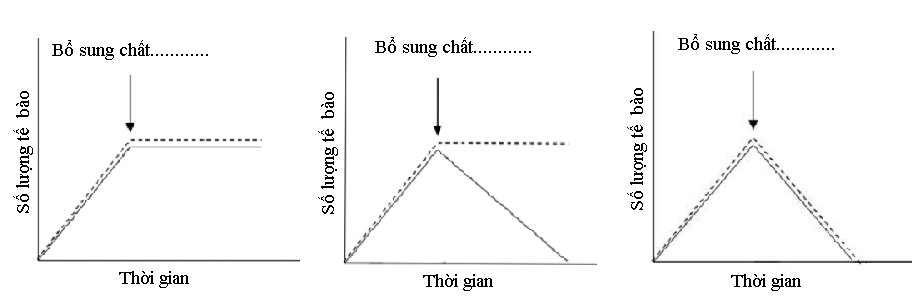 Bổ sung chất............
Số lượng tế bào
Thời gian
Bổ sung chất............
Số lượng tế bào
Thời gian
Bổ sung chất............
Số lượng tế bào
Thời gian